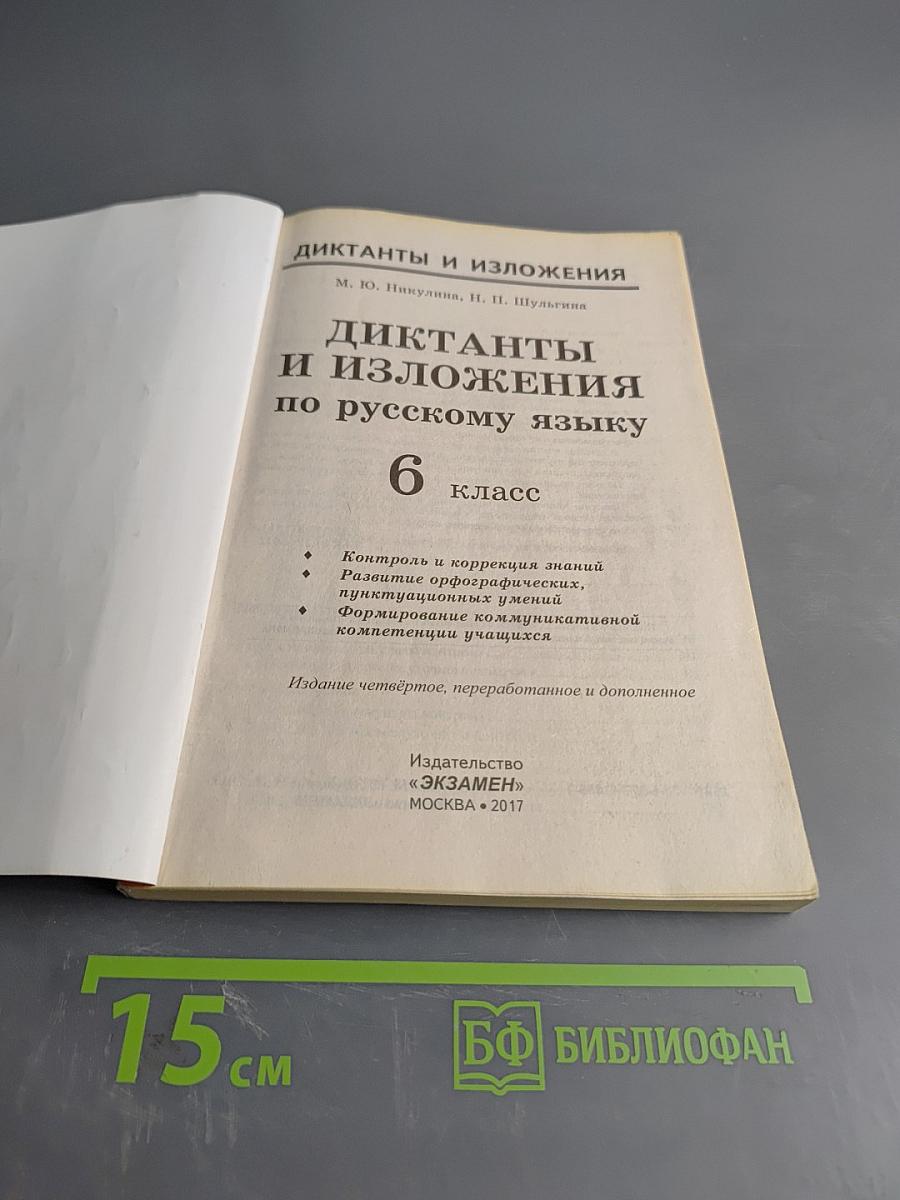 ДИКТАНТЫ И ИЗЛОЖЕНИЯ
М. Ю. Никулина, Н. П. Шульгина
ДИКТАНТЫ
И ИЗЛОЖЕНИЯ
по русскому языку
6 класс
Контроль и коррекция знаний
Развитие орфографических,
пунктуационных умений
Формирование коммуникативной
компетенции учащихся
Издание четвёртое, переработанное и дополненное
Издательство
«ЭКЗАМЕН»
МОСКВА • 2017
15 см
БФ БИБЛИОФАН